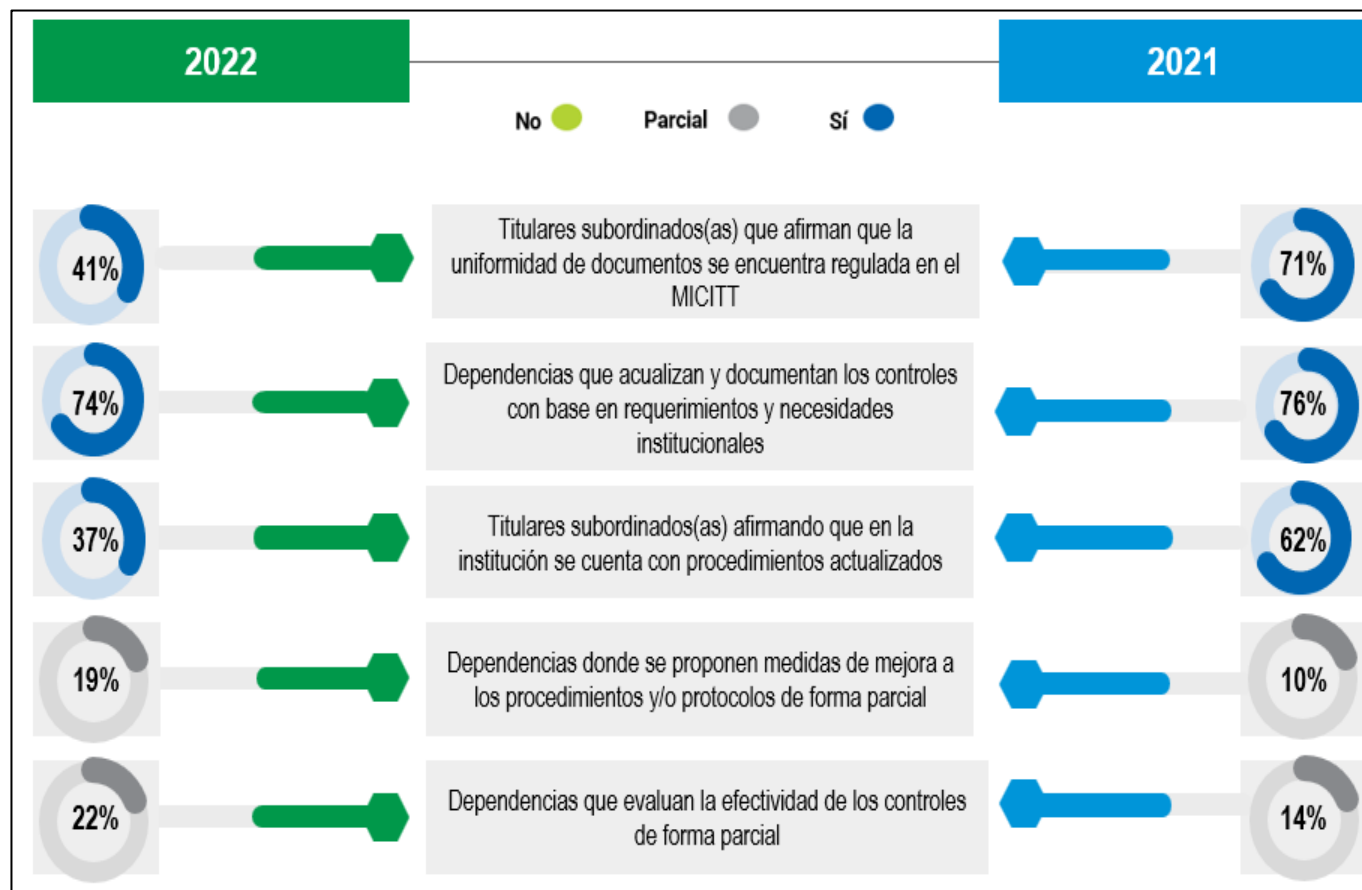 2022
2021
No
Parcial
Sí
41%
Titulares subordinados(as) que afirman que la
uniformidad de documentos se encuentra regulada en el
MICITT
71%
74%
Dependencias que acualizan y documentan los controles
con base en requerimientos y necesidades
institucionales
76%
37%
Titulares subordinados(as) afirmando que en la
institución se cuenta con procedimientos actualizados
62%
19%
Dependencias donde se proponen medidas de mejora a
los procedimientos y/o protocolos de forma parcial
10%
22%
Dependencias que evaluan la efectividad de los controles
de forma parcial
14%